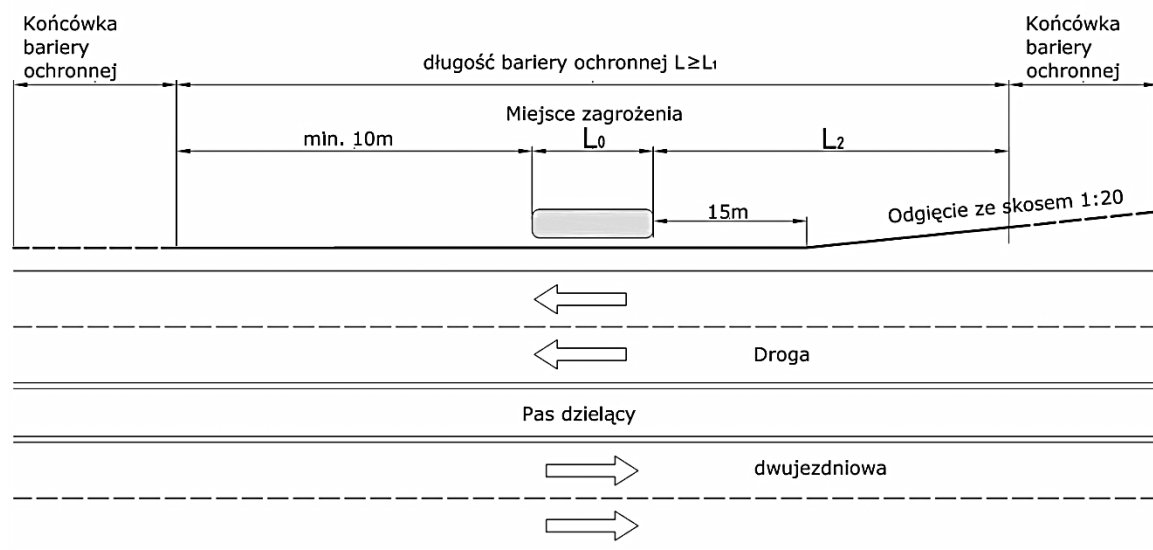 Końcówka
bariery
ochronnej
długość bariery ochronnej L≥L₁
Końcówka
bariery
ochronnej
Miejsce zagrożenia
min. 10m
L₀
L₂
15m
Odgięcie ze skosem 1:20
Droga
Pas dzielący
dwujezdniowa